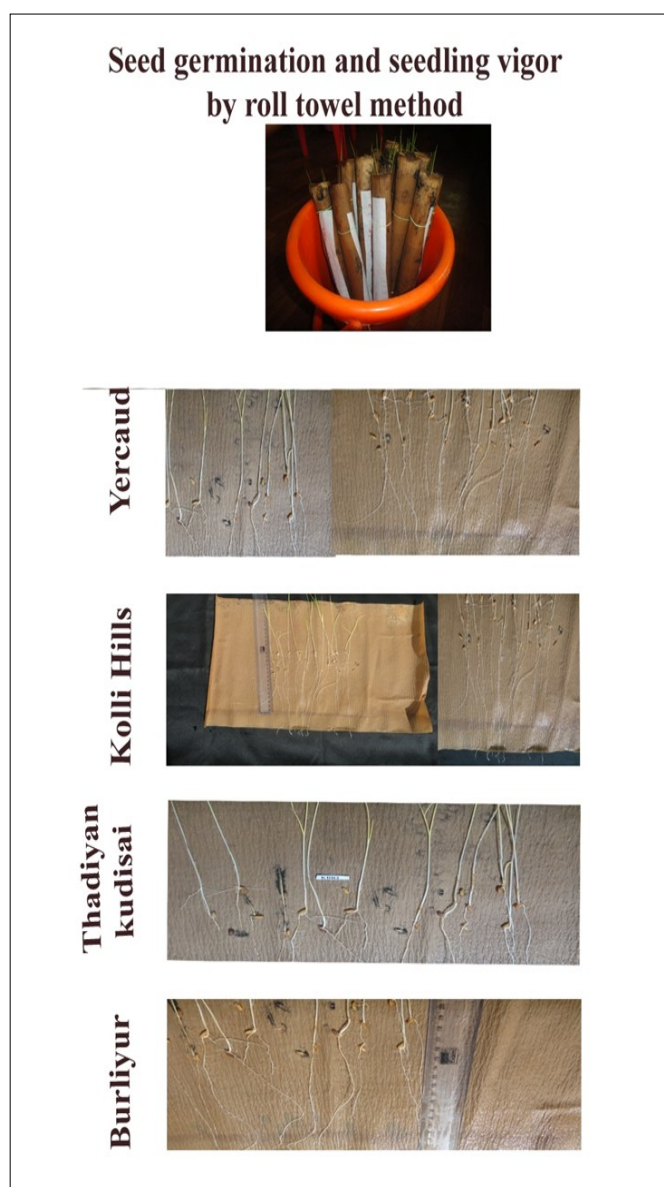 Seed germination and seedling vigor
by roll towel method
Yercaud
Kolli Hills
Thadiyan
kudisai
Burliyur